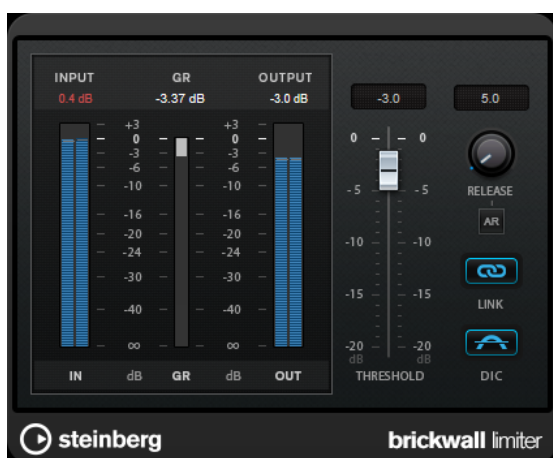 INPUT GR OUTPUT
0.4 dB -3.37 dB -3.0 dB
-3.0 5.0
+3 +3
0 0
-3 -3
-6 -6
-10 -10
-16 -16
-20 -20
-24 -24
-30 -30
-40 -40
∞ ∞
IN dB GR dB OUT
0 0
-5 -5
-10 -10
-15 -15
-20 -20
dB dB
THRESHOLD
RELEASE
AR
LINK
DIC
steinberg
brickwall limiter